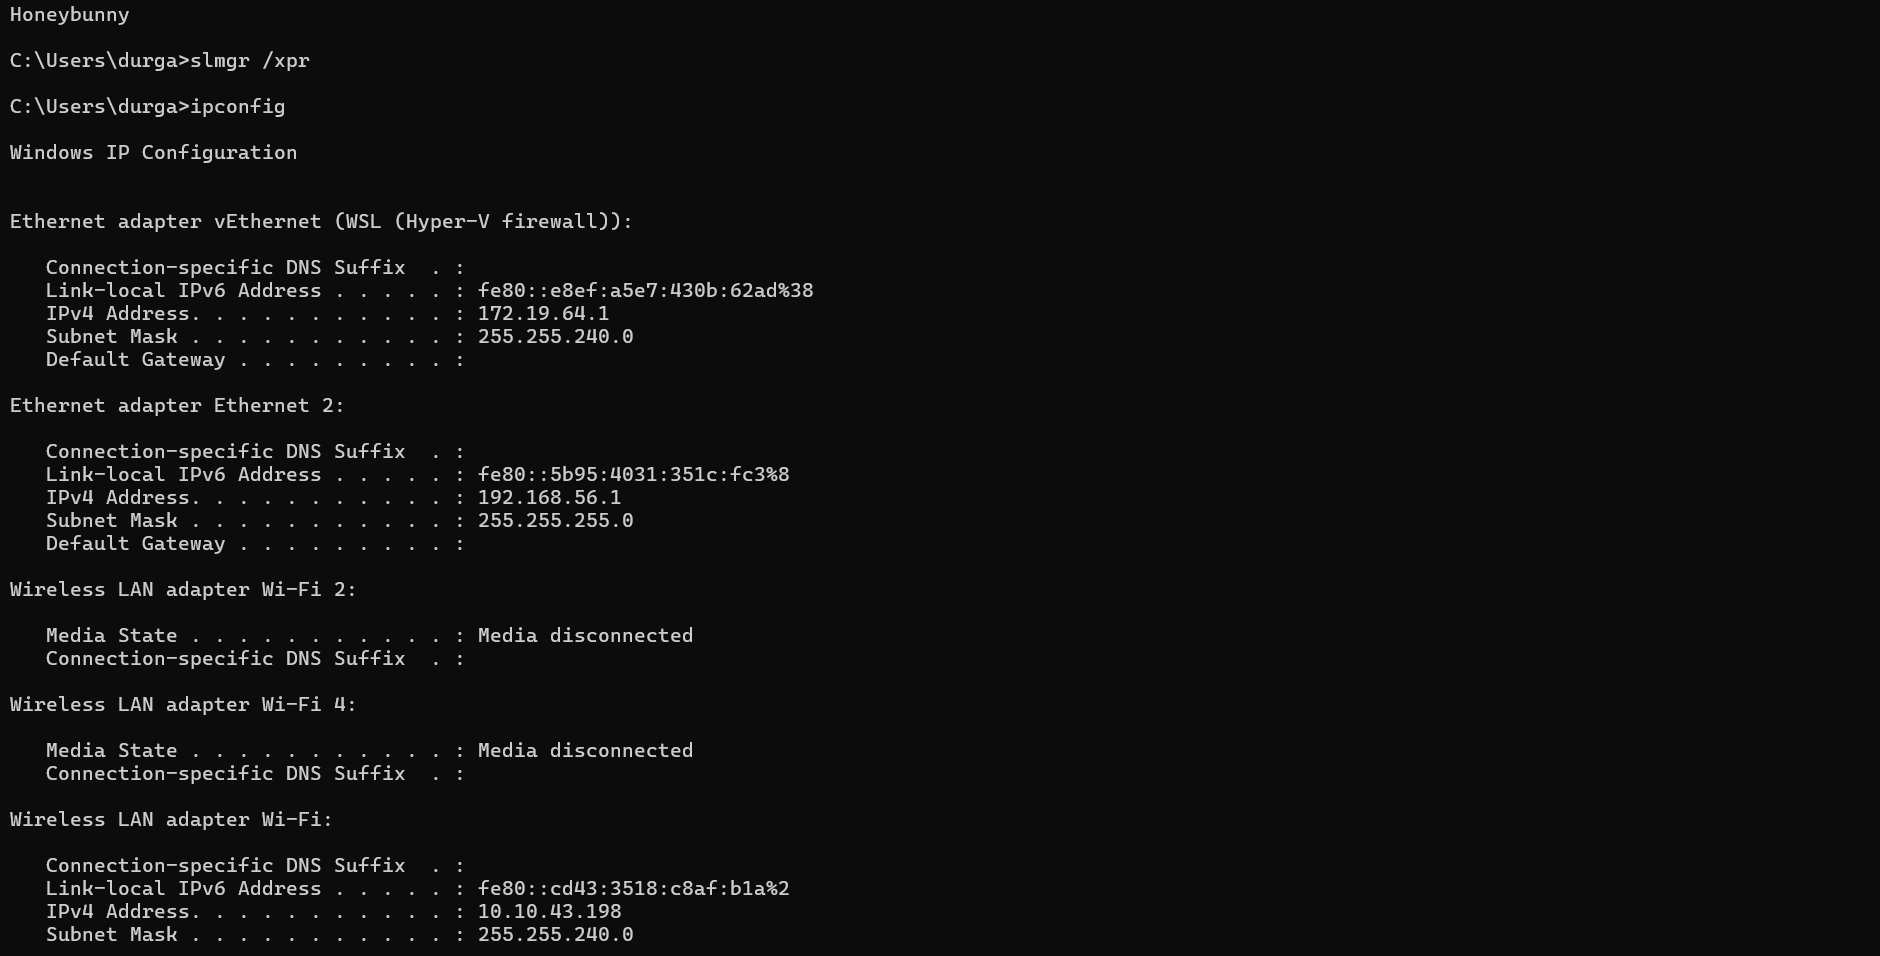 Honeybunny
C:\Users\durga>slmgr /xpr
C:\Users\durga>ipconfig
Windows IP Configuration
Ethernet adapter vEthernet (WSL (Hyper-V firewall)):
   Connection-specific DNS Suffix  . :
   Link-local IPv6 Address . . . . . : fe80::e8ef:a5e7:430b:62ad%38
   IPv4 Address. . . . . . . . . . . : 172.19.64.1
   Subnet Mask . . . . . . . . . . . : 255.255.240.0
   Default Gateway . . . . . . . . . :
Ethernet adapter Ethernet 2:
   Connection-specific DNS Suffix  . :
   Link-local IPv6 Address . . . . . : fe80::5b95:4031:351c:fc3%8
   IPv4 Address. . . . . . . . . . . : 192.168.56.1
   Subnet Mask . . . . . . . . . . . : 255.255.255.0
   Default Gateway . . . . . . . . . :
Wireless LAN adapter Wi-Fi 2:
   Media State . . . . . . . . . . . : Media disconnected
   Connection-specific DNS Suffix  . :
Wireless LAN adapter Wi-Fi 4:
   Media State . . . . . . . . . . . : Media disconnected
   Connection-specific DNS Suffix  . :
Wireless LAN adapter Wi-Fi:
   Connection-specific DNS Suffix  . :
   Link-local IPv6 Address . . . . . : fe80::cd43:3518:c8af:b1a%2
   IPv4 Address. . . . . . . . . . . : 10.10.43.198
   Subnet Mask . . . . . . . . . . . : 255.255.240.0